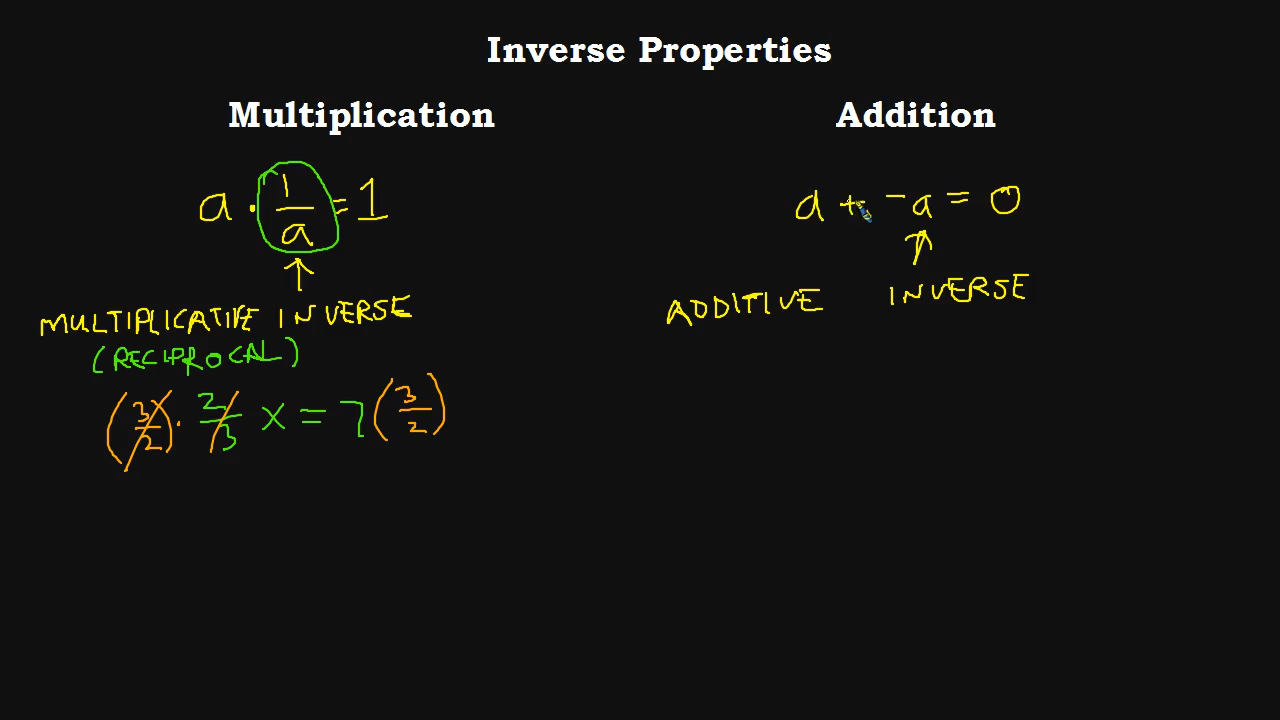 Inverse Properties
Multiplication
a · 1/a = 1
MULTIPLICATIVE INVERSE
(RECIPROCAL)
(3/2) · 2/3 x = 7 (3/2)
Addition
a + -a = 0
ADDITIVE INVERSE